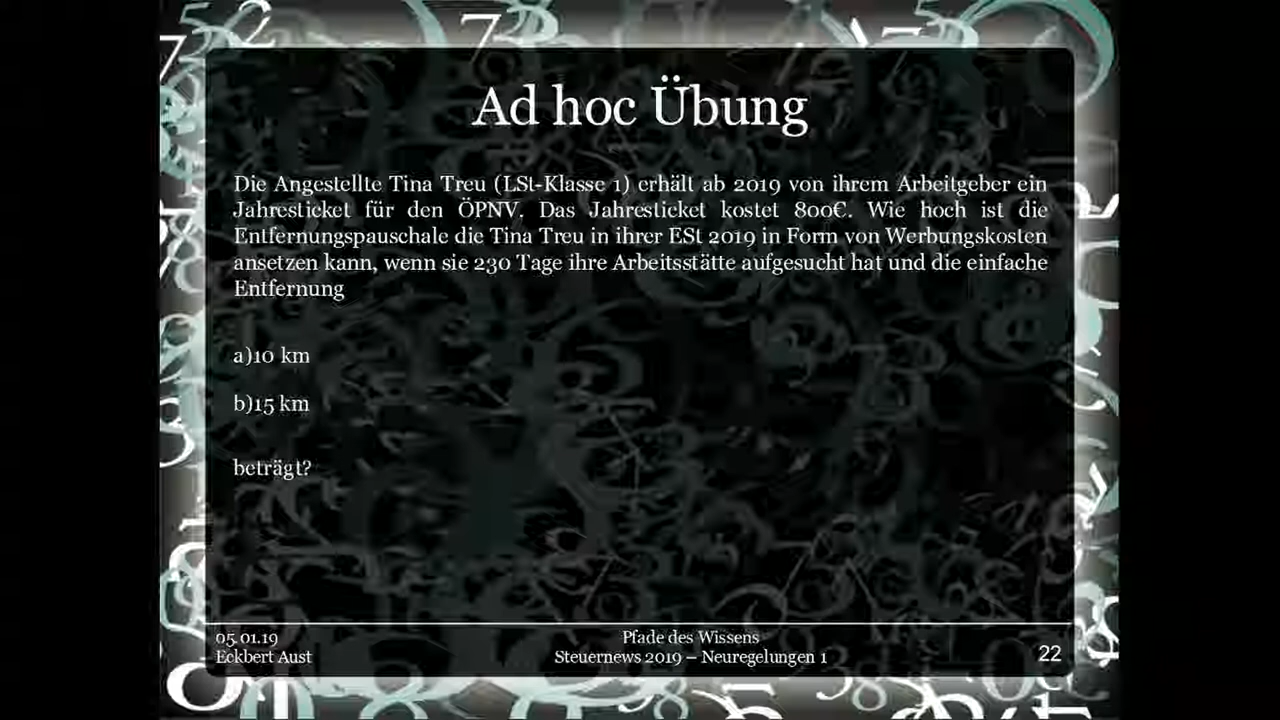 Ad hoc Übung
Die Angestellte Tina Treu (LSt-Klasse 1) erhält ab 2019 von ihrem Arbeitgeber ein
Jahresticket für den ÖPNV. Das Jahresticket kostet 800€. Wie hoch ist die
Entfernungspauschale die Tina Treu in ihrer ESt 2019 in Form von Werbungskosten
ansetzen kann, wenn sie 230 Tage ihre Arbeitsstätte aufgesucht hat und die einfache
Entfernung
a)10 km
b)15 km
beträgt?
05.01.19
Eckbert Aust
Pfade des Wissens
Steuernews 2019 – Neuregelungen 1
22